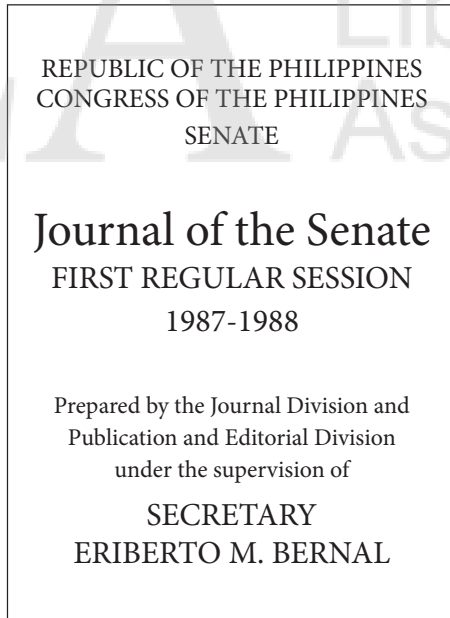 REPUBLIC OF THE PHILIPPINES
CONGRESS OF THE PHILIPPINES
SENATE
Journal of the Senate
FIRST REGULAR SESSION
1987-1988
Prepared by the Journal Division and
Publication and Editorial Division
under the supervision of
SECRETARY
ERIBERTO M. BERNAL